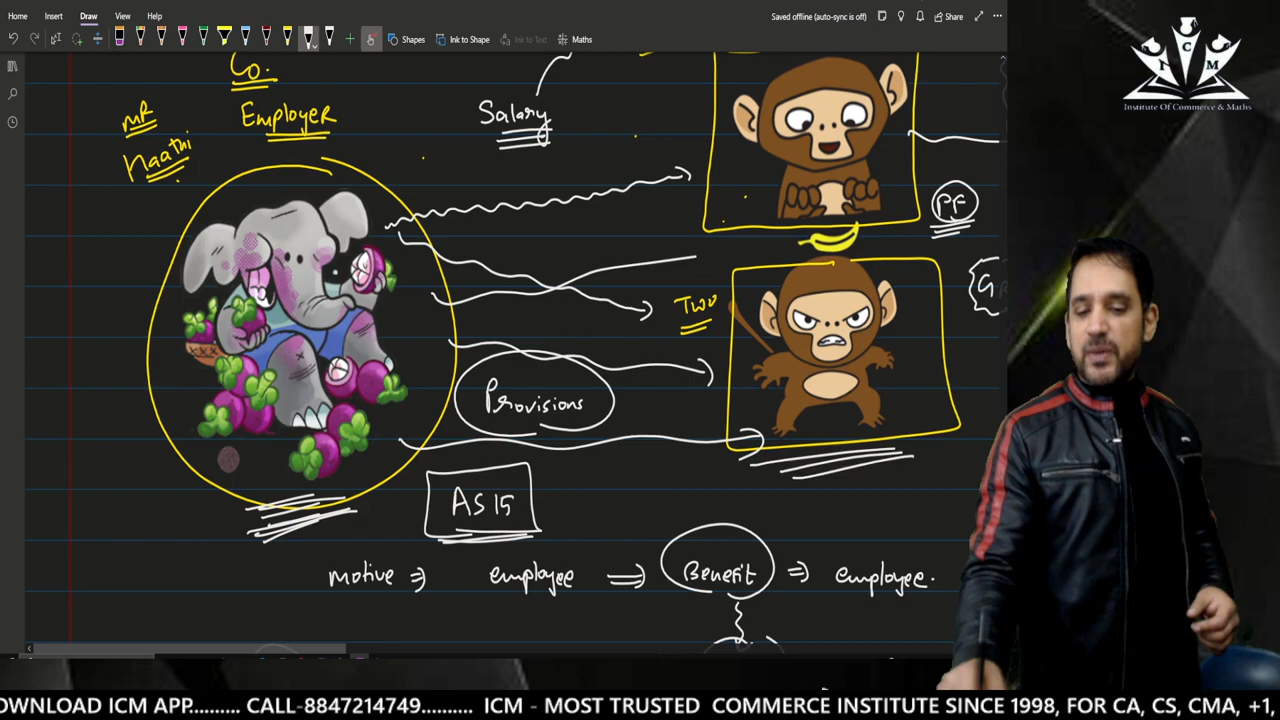 Home Insert Draw View Help
Saved offline (auto-sync is off)
Share
Shapes
Ink to Shape
Ink to Text
Maths
Co.
Employer
Mr
Haathi
Salary
PF
Two
Provisions
AS 15
motive ⇒ employee ⇒ Benefit ⇒ employee.
ICM
Institute Of Commerce & Maths
OWNLOAD ICM APP......... CALL-8847214749.......... ICM - MOST TRUSTED COMMERCE INSTITUTE SINCE 1998, FOR CA, CS, CMA, +1,